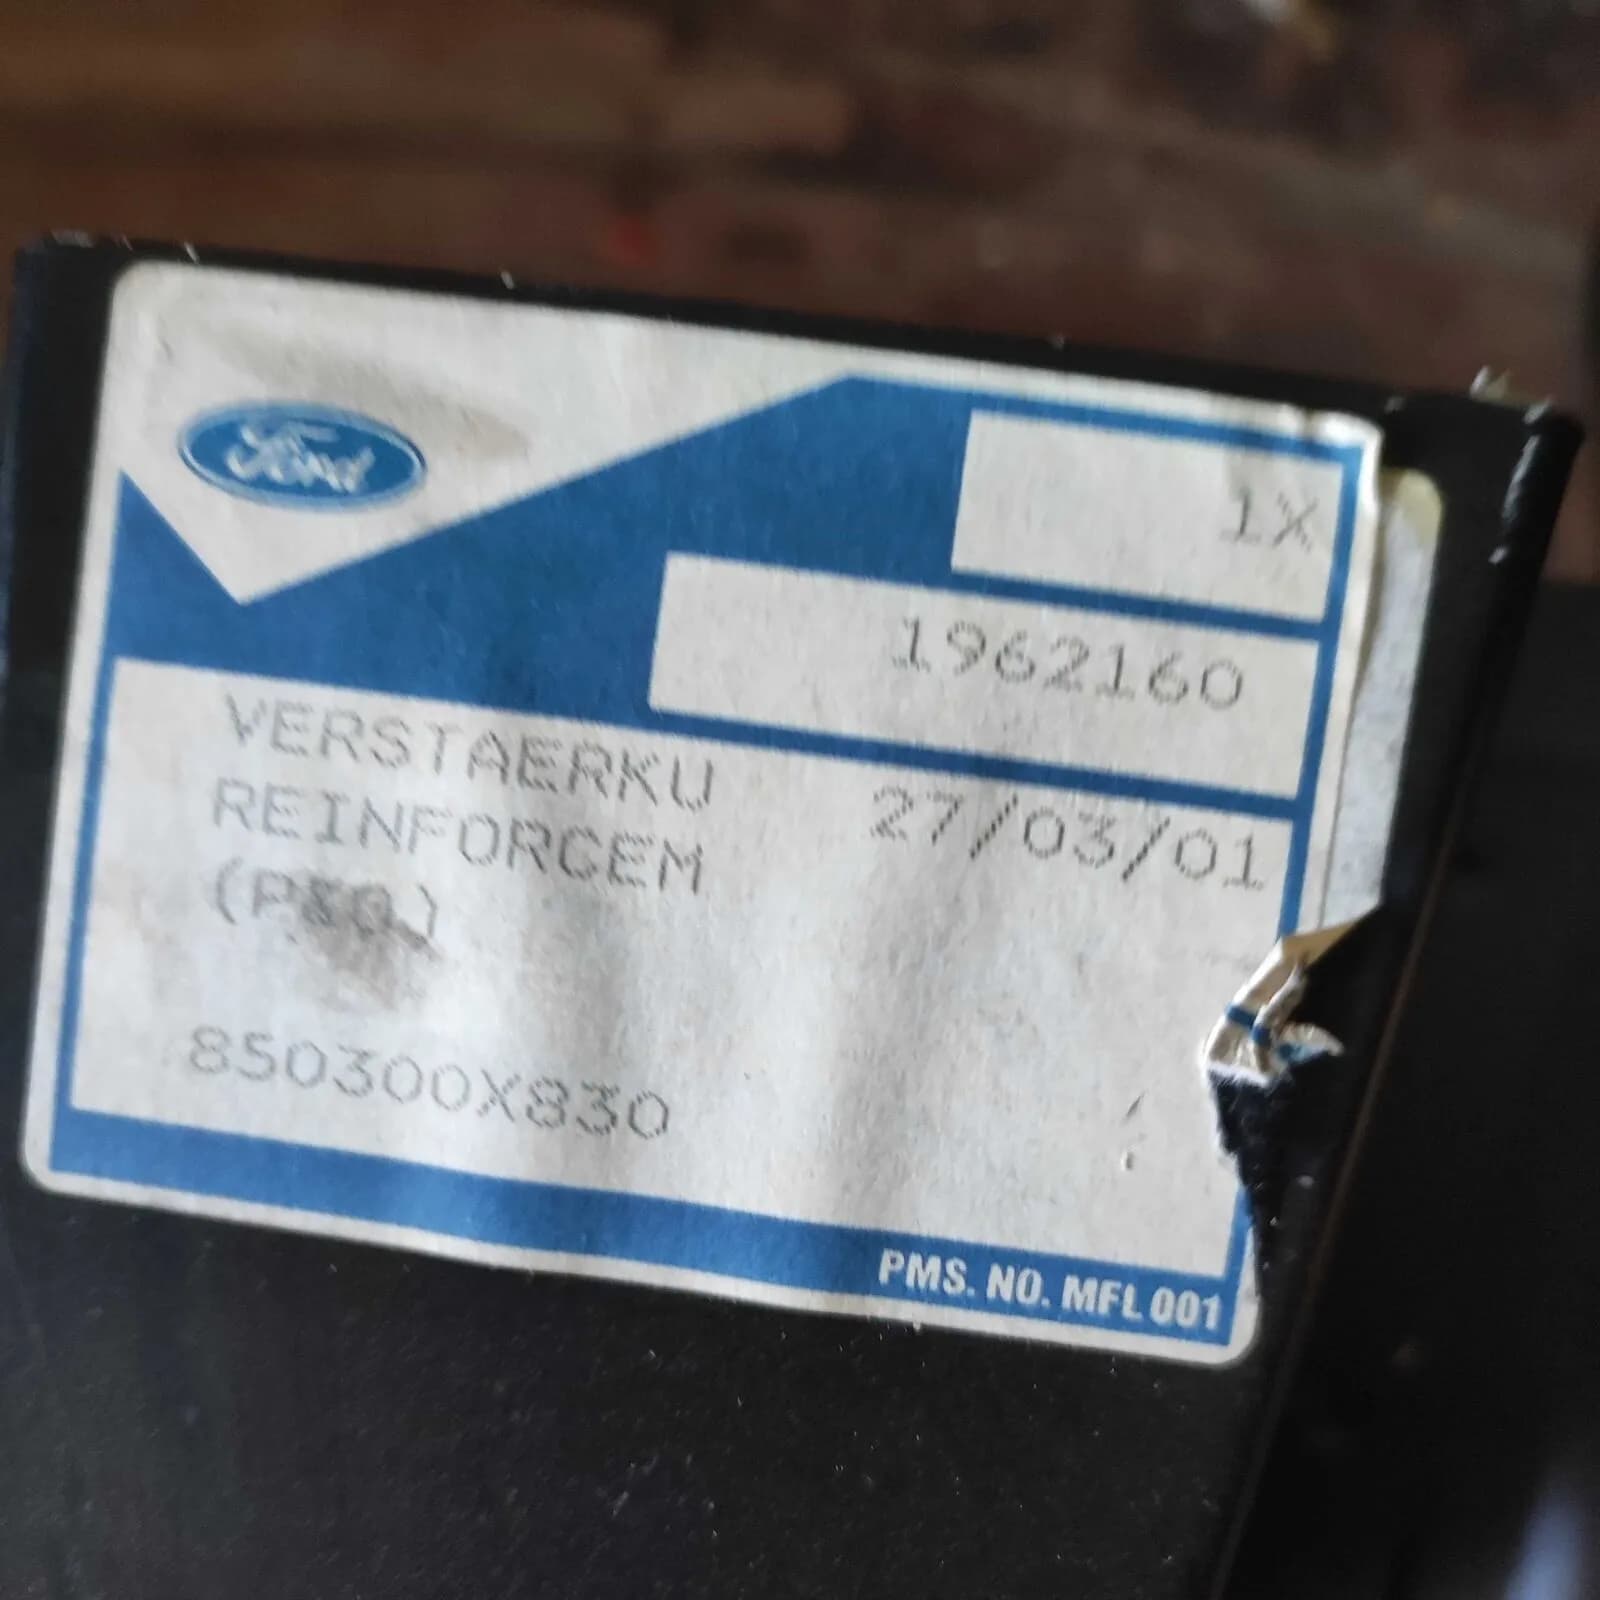 Ford
1X
1962160
VERSTAERKU
REINFORCEM 27/03/01
850300X830
PMS. NO. MFL 001